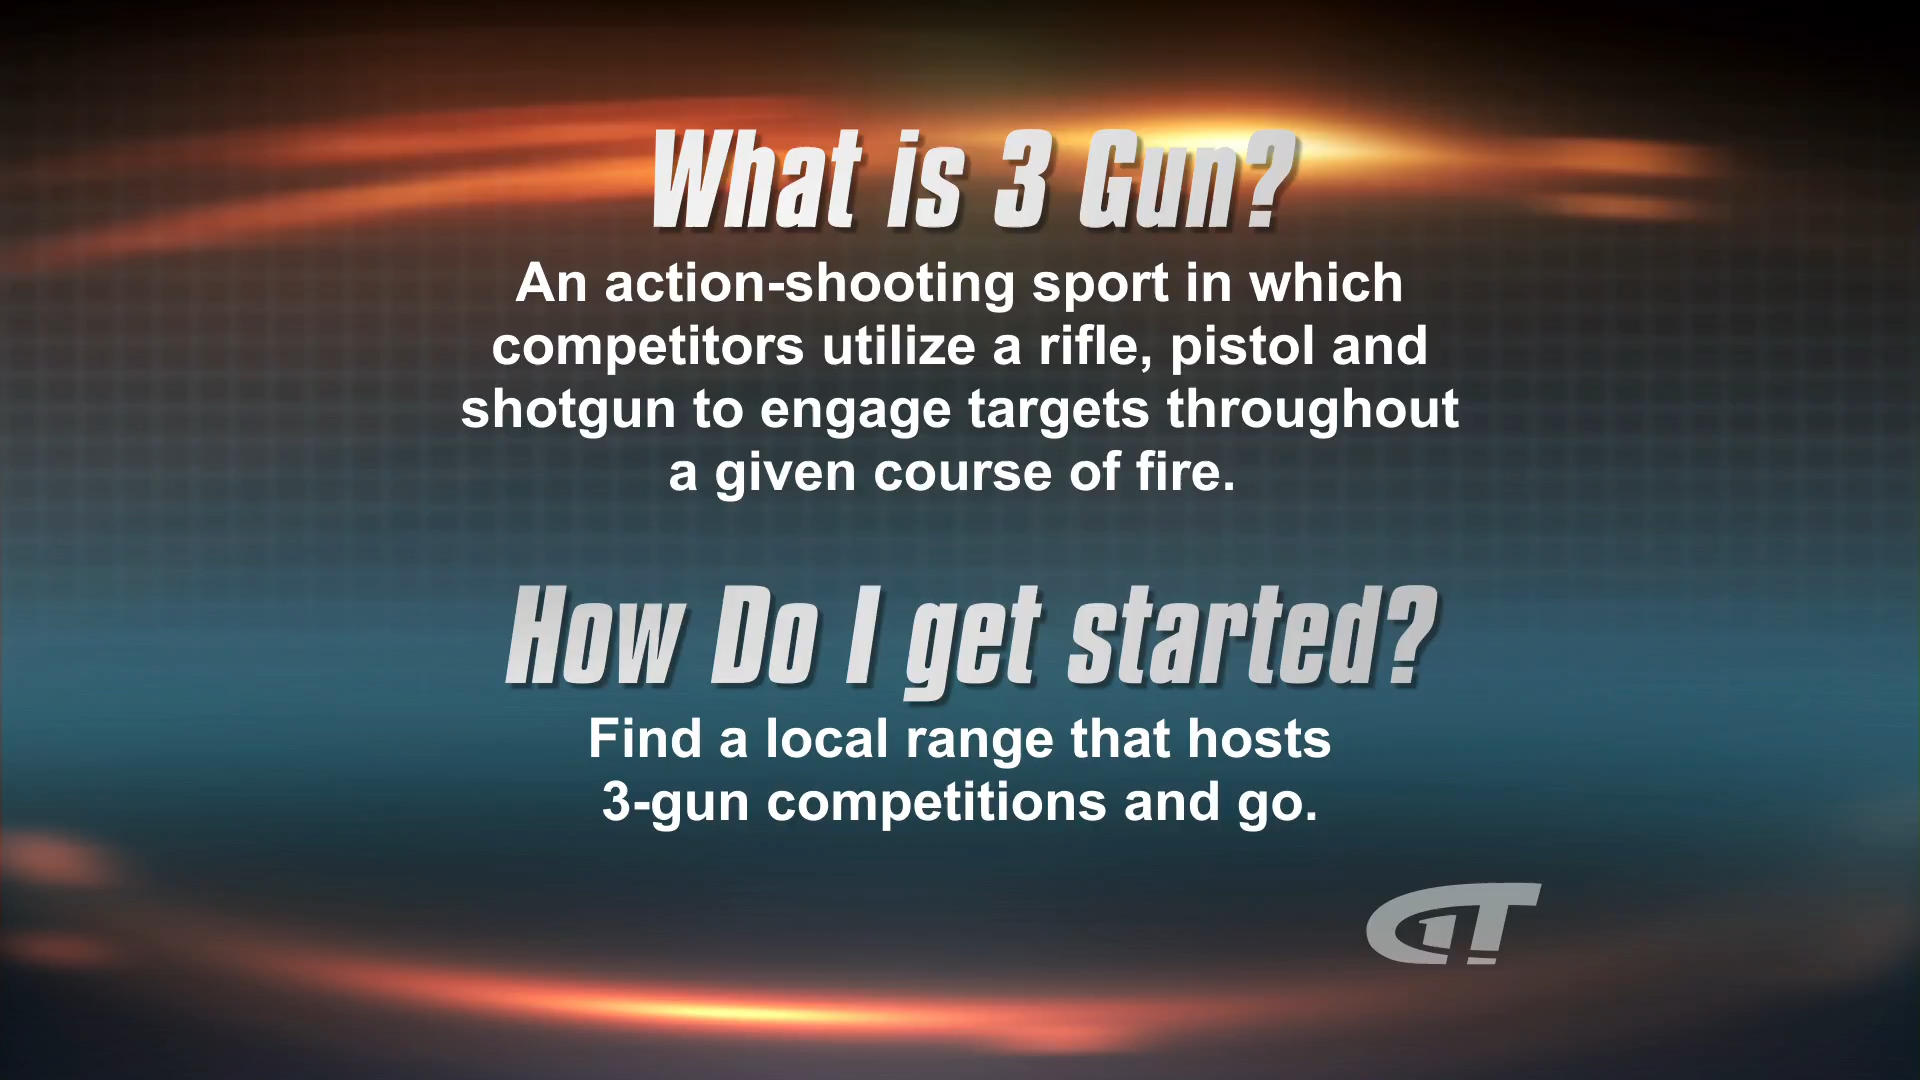 What is 3 Gun?
An action-shooting sport in which
competitors utilize a rifle, pistol and
shotgun to engage targets throughout
a given course of fire.
How Do I get started?
Find a local range that hosts
3-gun competitions and go.
GT